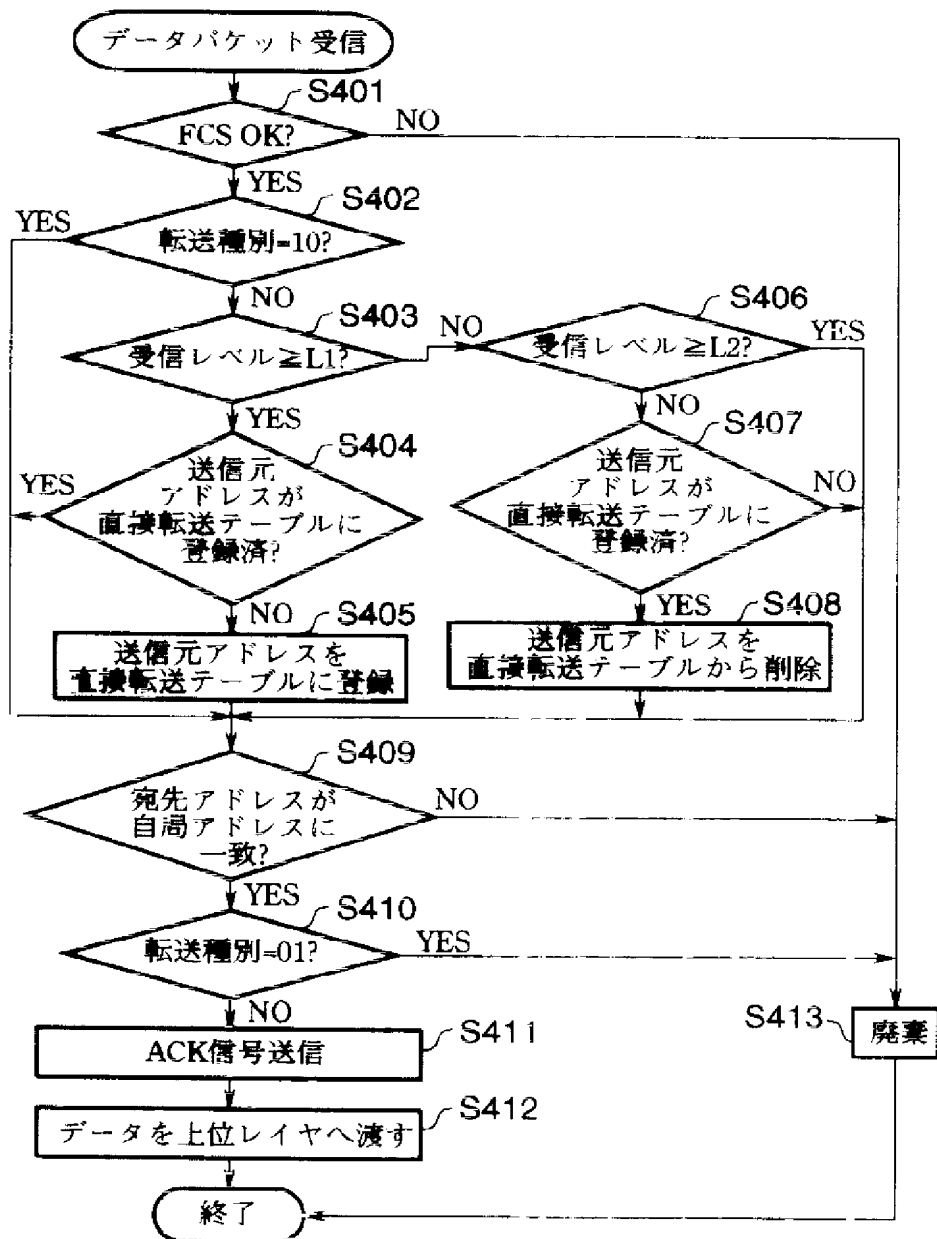 データパケット受信
S401
FCS OK?
NO
YES
S402
YES
転送種別=10?
NO
S403
受信レベル≧L1?
NO
S406
受信レベル≧L2?
YES
YES
NO
S404
YES
送信元
アドレスが
直接転送テーブルに
登録済?
S407
送信元
アドレスが
直接転送テーブルに
登録済?
NO
NO
S405
送信元アドレスを
直接転送テーブルに登録
YES
S408
送信元アドレスを
直接転送テーブルから削除
S409
宛先アドレスが
自局アドレスに
一致?
NO
YES
S410
転送種別=01?
YES
NO
S411
ACK信号送信
S413
廃棄
S412
データを上位レイヤへ渡す
終了